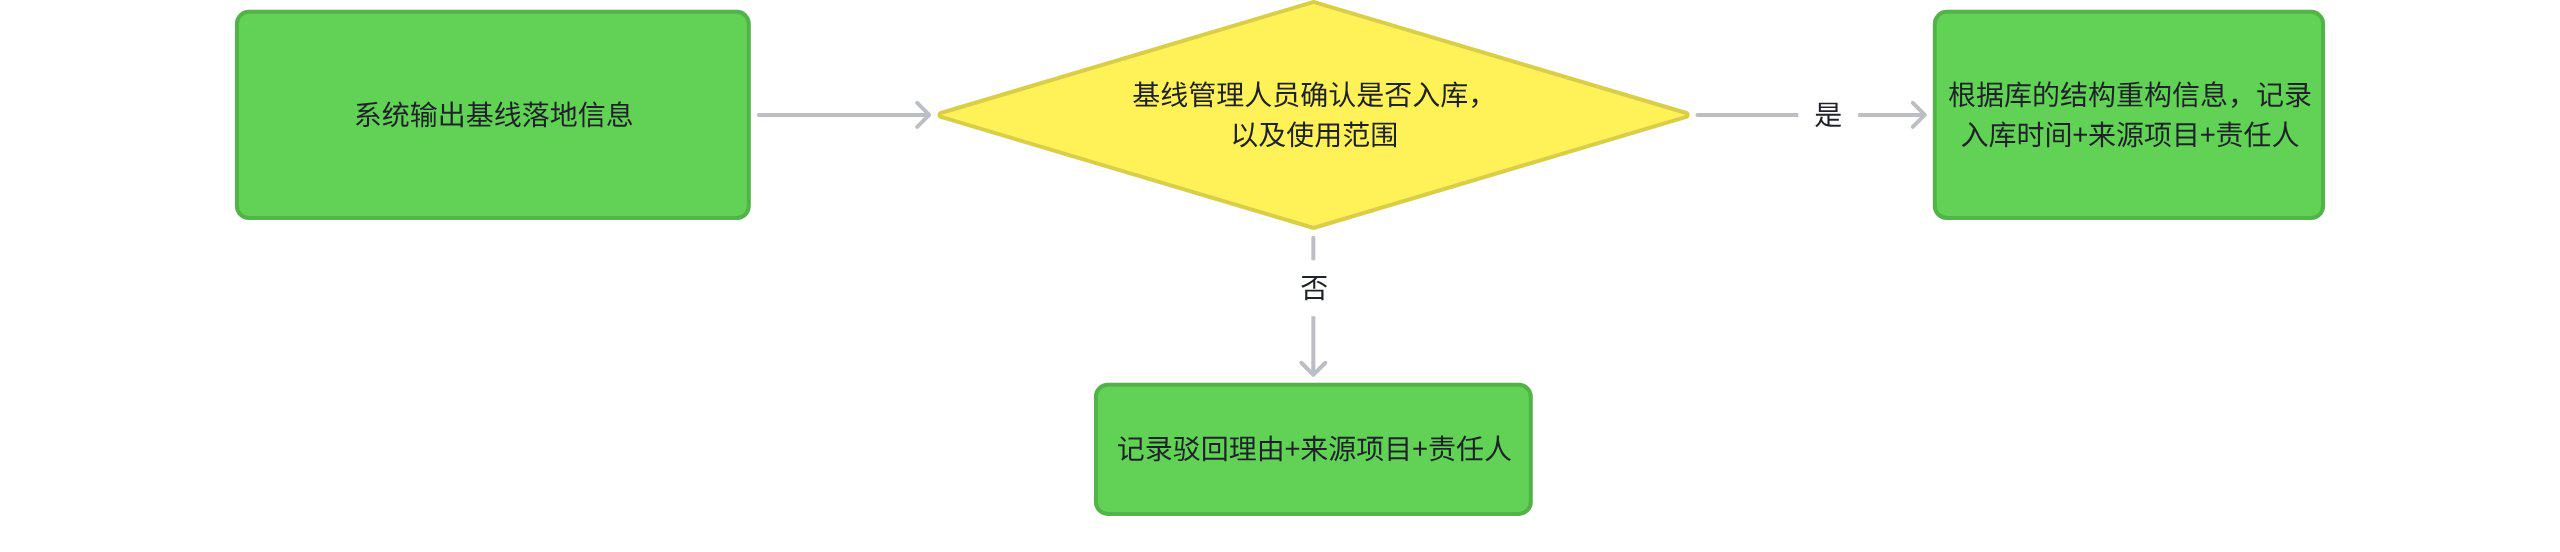 系统输出基线落地信息
基线管理人员确认是否入库，
以及使用范围
是
根据库的结构重构信息，记录
入库时间+来源项目+责任人
否
记录驳回理由+来源项目+责任人